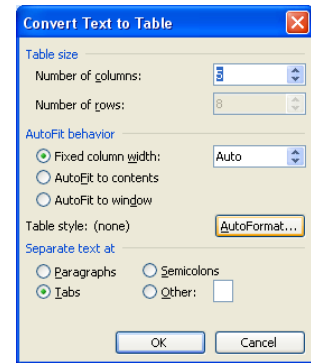 Convert Text to Table
Table size
Number of columns: 5
Number of rows: 8
AutoFit behavior
Fixed column width: Auto
AutoFit to contents
AutoFit to window
Table style: (none) AutoFormat...
Separate text at
Paragraphs Semicolons
Tabs Other:
OK Cancel